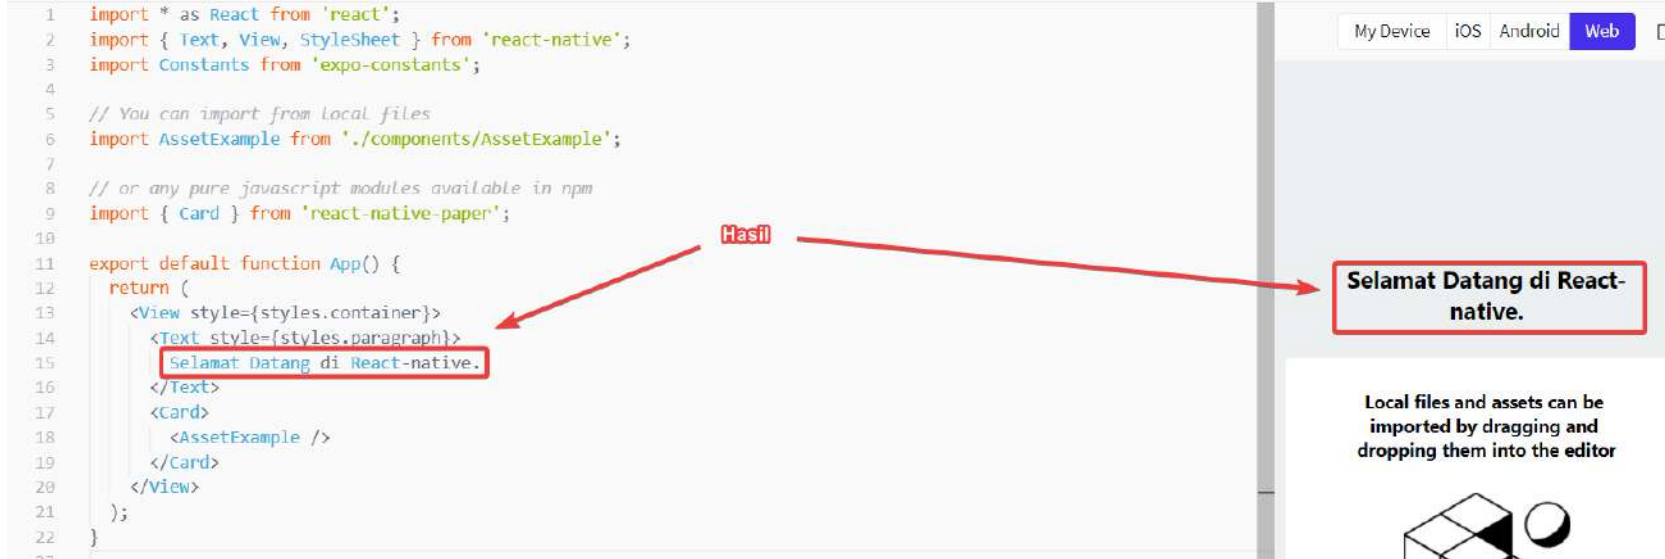 1 import * as React from 'react';
2 import { Text, View, StyleSheet } from 'react-native';
3 import Constants from 'expo-constants';
4
5 // You can import from local files
6 import AssetExample from './components/AssetExample';
7
8 // or any pure javascript modules available in npm
9 import { Card } from 'react-native-paper';
10
11 export default function App() {
12 return (
13 <View style={styles.container}>
14 <Text style={styles.paragraph}>
15 Selamat Datang di React-native.
16 </Text>
17 <Card>
18 <AssetExample />
19 </Card>
20 </View>
21 );
22 }
Hasil
My Device iOS Android Web
Selamat Datang di React-
native.
Local files and assets can be
imported by dragging and
dropping them into the editor